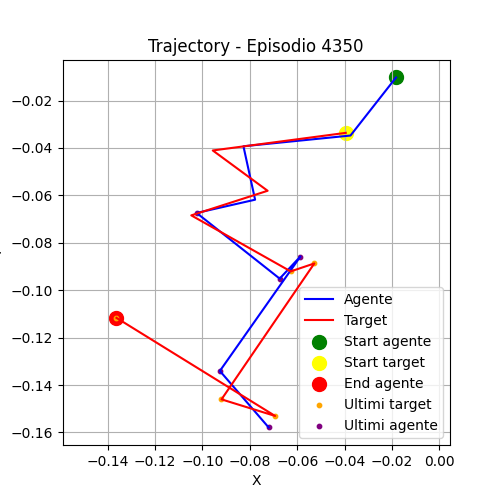 Trajectory - Episodio 4350
−0.02
−0.04
−0.06
−0.08
−0.10
−0.12
−0.14
−0.16
Agente
Target
Start agente
Start target
End agente
Ultimi target
Ultimi agente
−0.14 −0.12 −0.10 −0.08 −0.06 −0.04 −0.02 0.00
X